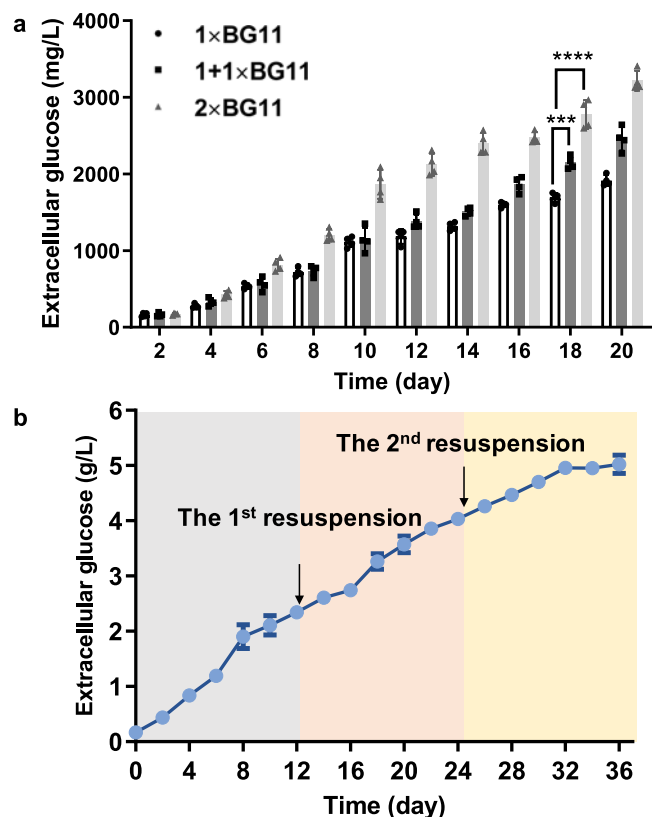 a
Extracellular glucose (mg/L)
4000
3000
2000
1000
0
1×BG11
1+1×BG11
2×BG11
****
***
2 4 6 8 10 12 14 16 18 20
Time (day)
b
Extracellular glucose (g/L)
6
5
4
3
2
1
0
The 2nd resuspension
The 1st resuspension
0 4 8 12 16 20 24 28 32 36
Time (day)